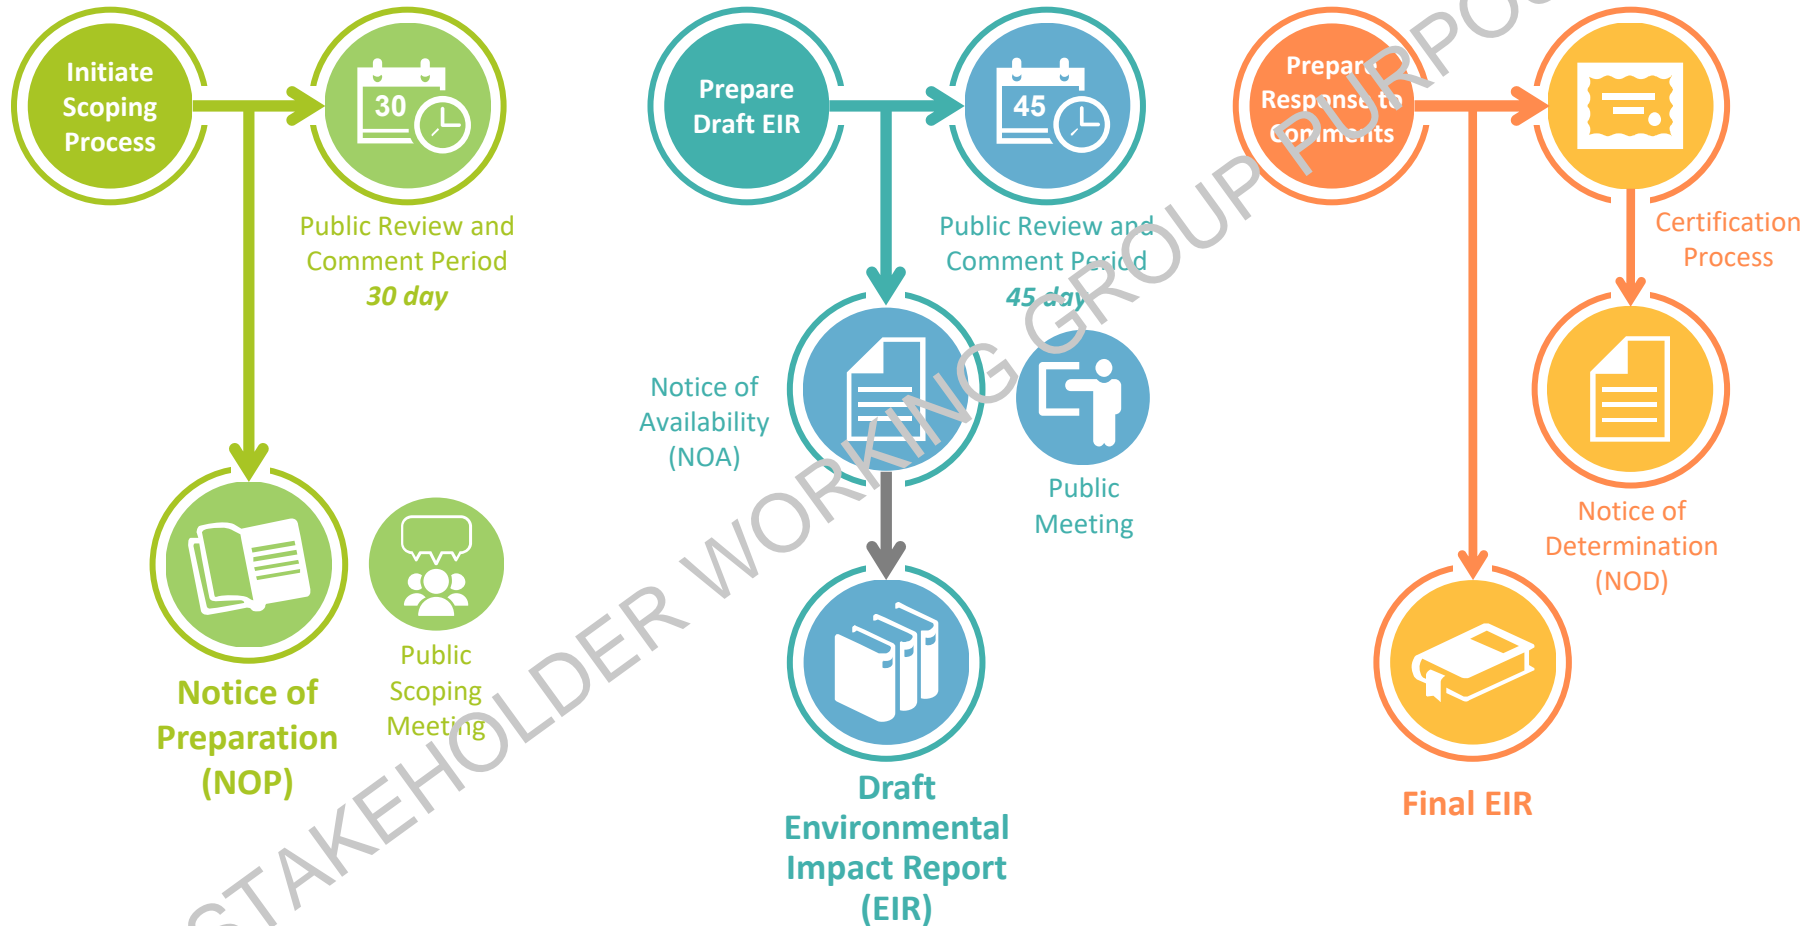 Initiate
Scoping
Process
30
Public Review and
Comment Period
30 day
Notice of
Preparation
(NOP)
Public
Scoping
Meeting
Prepare
Draft EIR
45
Public Review and
Comment Period
45 day
Notice of
Availability
(NOA)
Public
Meeting
Draft
Environmental
Impact Report
(EIR)
Prepare
Response to
Comments
Certification
Process
Notice of
Determination
(NOD)
Final EIR
STAKEHOLDER WORKING GROUP